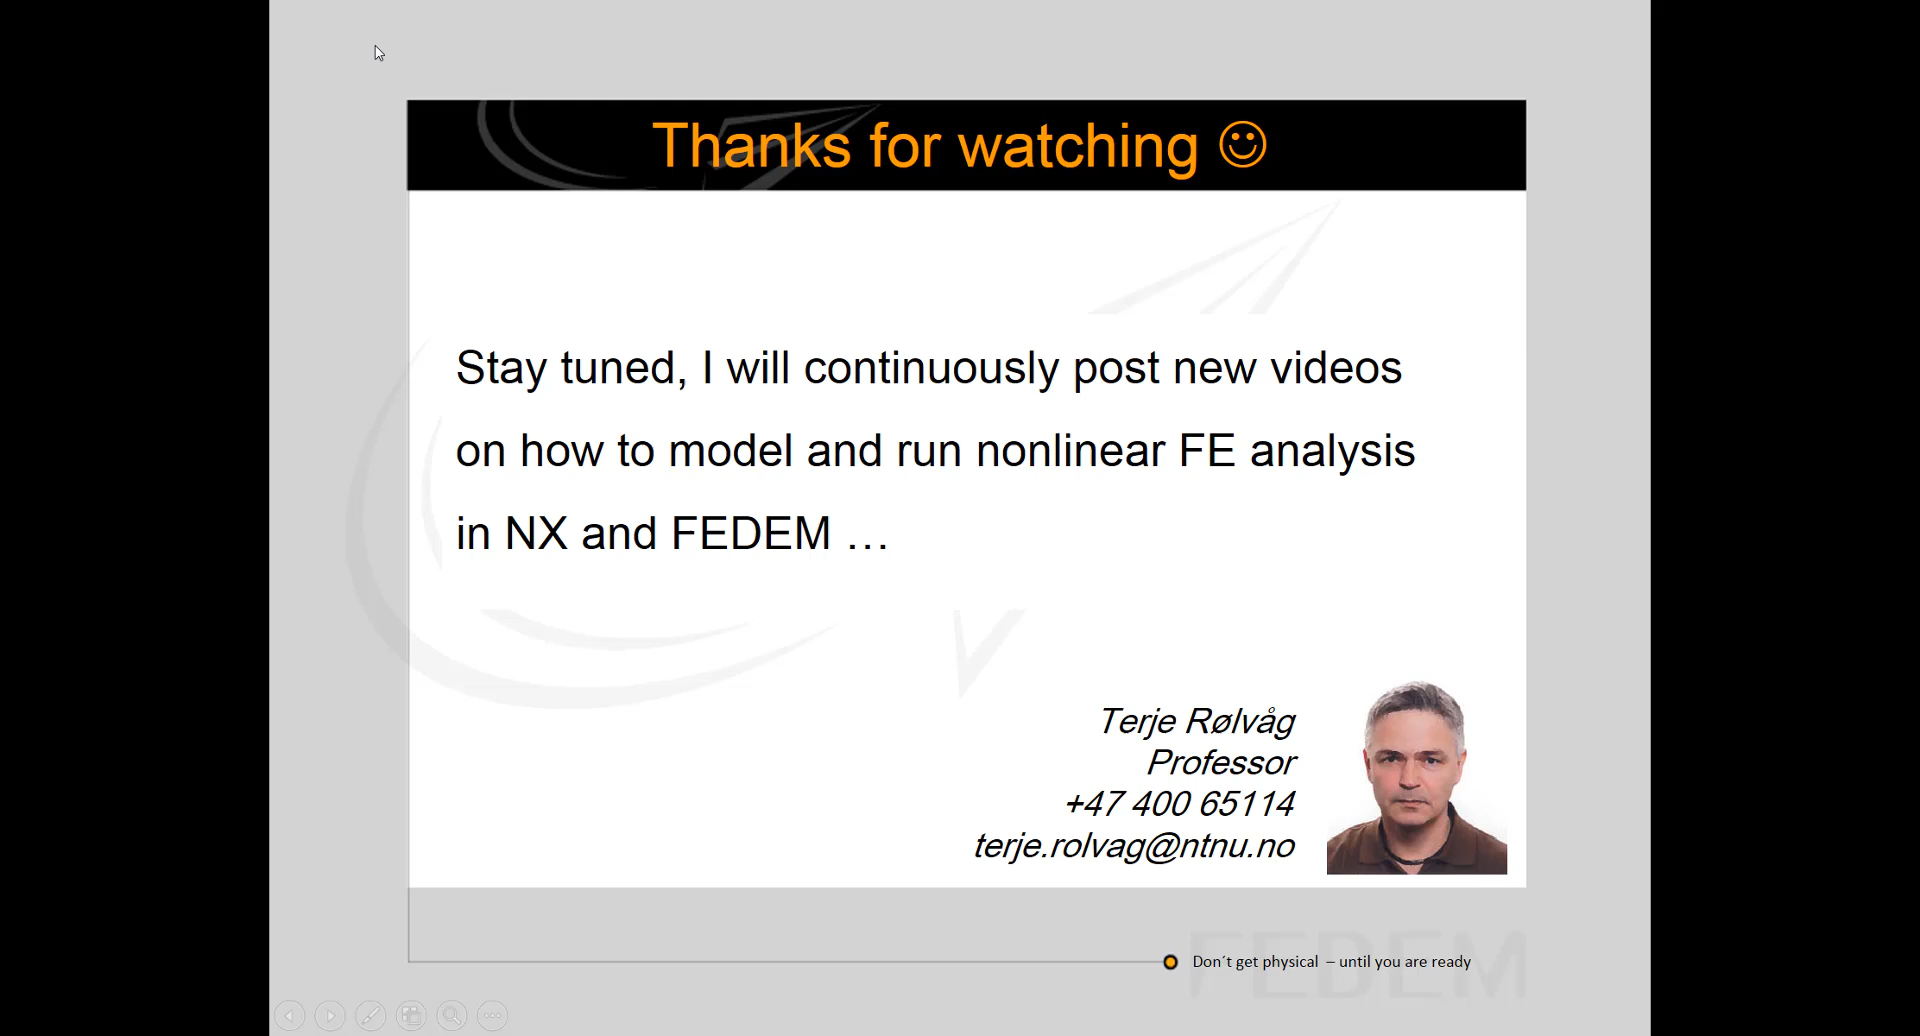 Thanks for watching ☺
Stay tuned, I will continuously post new videos
on how to model and run nonlinear FE analysis
in NX and FEDEM …
Terje Rølvåg
Professor
+47 400 65114
terje.rolvag@ntnu.no
FEDEM
Don´t get physical – until you are ready